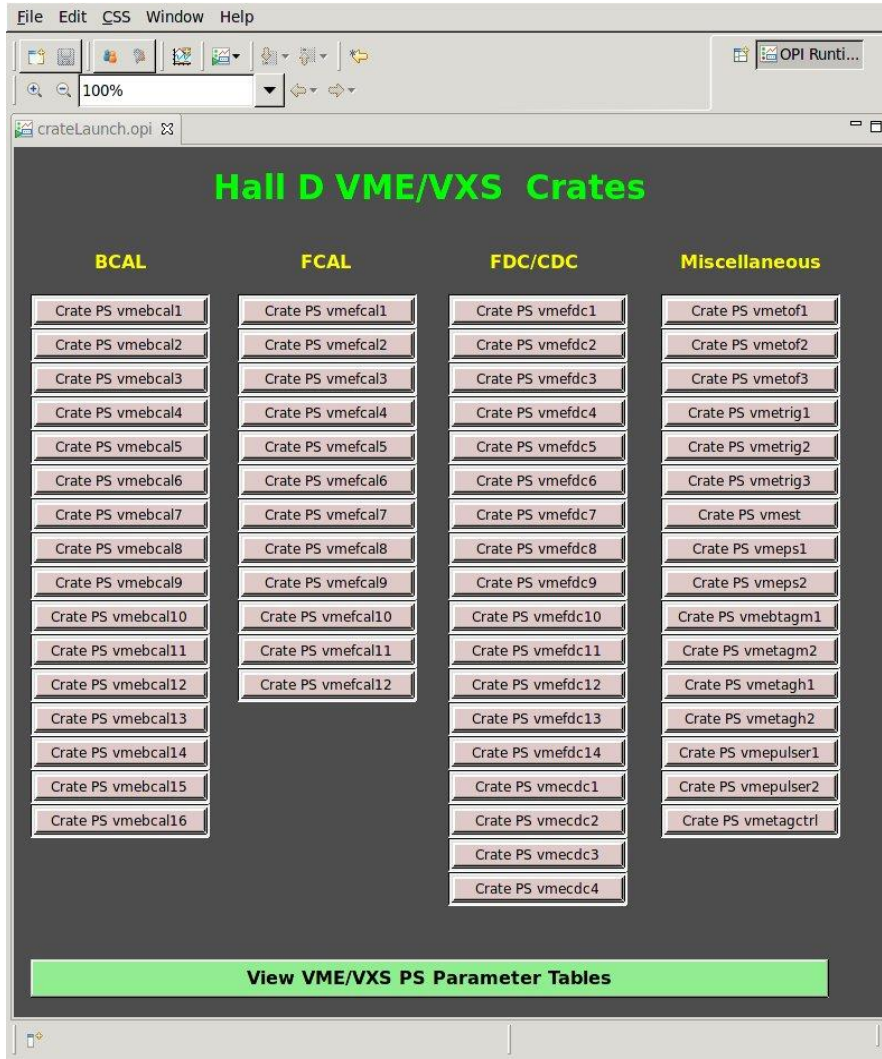 File Edit CSS Window Help
OPI Runti...
100%
crateLaunch.opi
Hall D VME/VXS Crates
BCAL FCAL FDC/CDC Miscellaneous
Crate PS vmebcal1 Crate PS vmefcal1 Crate PS vmefdc1 Crate PS vmetof1
Crate PS vmebcal2 Crate PS vmefcal2 Crate PS vmefdc2 Crate PS vmetof2
Crate PS vmebcal3 Crate PS vmefcal3 Crate PS vmefdc3 Crate PS vmetof3
Crate PS vmebcal4 Crate PS vmefcal4 Crate PS vmefdc4 Crate PS vmetrig1
Crate PS vmebcal5 Crate PS vmefcal5 Crate PS vmefdc5 Crate PS vmetrig2
Crate PS vmebcal6 Crate PS vmefcal6 Crate PS vmefdc6 Crate PS vmetrig3
Crate PS vmebcal7 Crate PS vmefcal7 Crate PS vmefdc7 Crate PS vmest
Crate PS vmebcal8 Crate PS vmefcal8 Crate PS vmefdc8 Crate PS vmeps1
Crate PS vmebcal9 Crate PS vmefcal9 Crate PS vmefdc9 Crate PS vmeps2
Crate PS vmebcal10 Crate PS vmefcal10 Crate PS vmefdc10 Crate PS vmebtagm1
Crate PS vmebcal11 Crate PS vmefcal11 Crate PS vmefdc11 Crate PS vmetagm2
Crate PS vmebcal12 Crate PS vmefcal12 Crate PS vmefdc12 Crate PS vmetagh1
Crate PS vmebcal13 Crate PS vmefdc13 Crate PS vmetagh2
Crate PS vmebcal14 Crate PS vmefdc14 Crate PS vmepulser1
Crate PS vmebcal15 Crate PS vmecdc1 Crate PS vmepulser2
Crate PS vmebcal16 Crate PS vmecdc2 Crate PS vmetagctrl
Crate PS vmecdc3
Crate PS vmecdc4
View VME/VXS PS Parameter Tables